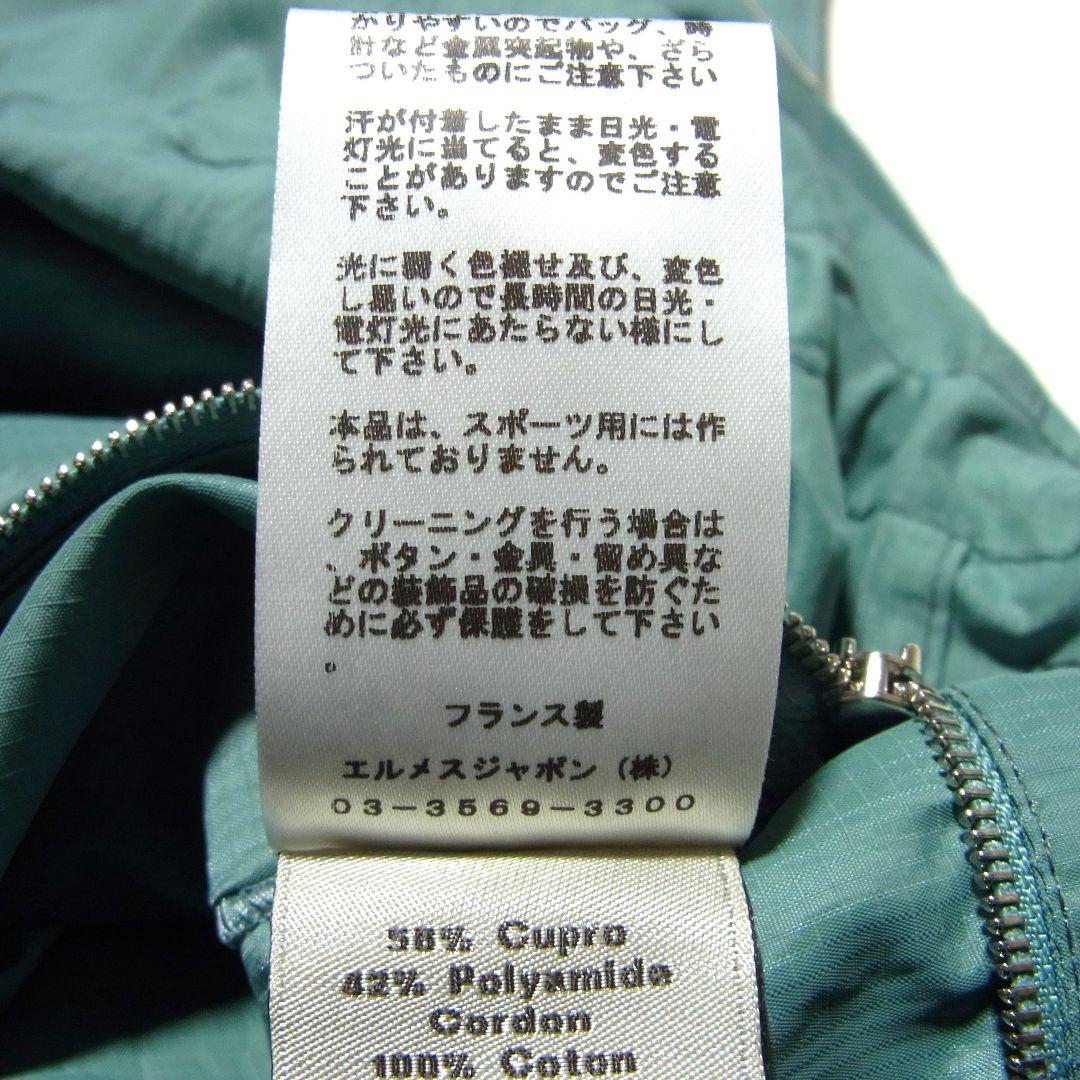 かりやすいのでバッグ、時
計など金属突起物や、ざら
ついたものにご注意下さい
汗が付着したまま日光・電
灯光に当てると、変色する
ことがありますのでご注意
下さい。
光に開く色褪せ及び、変色
し易いので長時間の日光・
電灯光にあたらない様にし
て下さい。
本品は、スポーツ用には作
られておりません。
クリーニングを行う場合は
、ボタン・金具・留め具な
どの装飾品の破損を防ぐた
めに必ず保護をして下さい
。
フランス製
エルメスジャポン（株）
03-3569-3300
58% Cupro
42% Polyamide
Cordon
100% Coton